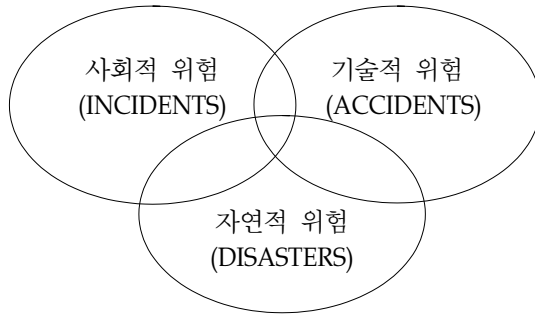 사회적 위험
(INCIDENTS)
기술적 위험
(ACCIDENTS)
자연적 위험
(DISASTERS)